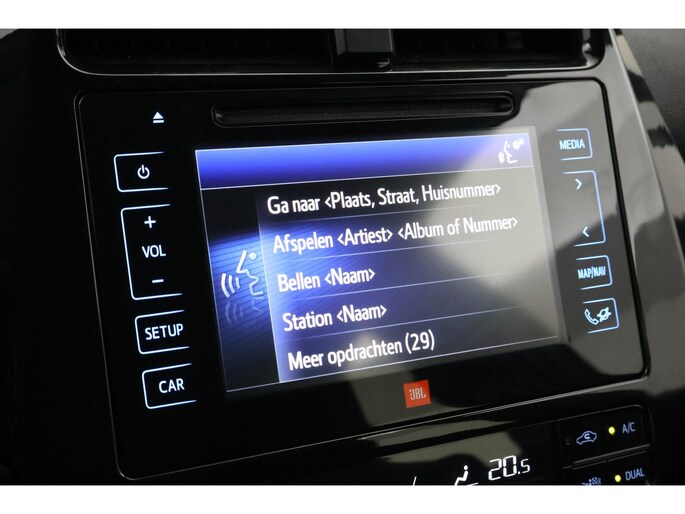 MEDIA
Ga naar <Plaats, Straat, Huisnummer>
+
VOL
-
Afspelen <Artiest> <Album of Nummer>
Bellen <Naam>
MAP/NAV
Station <Naam>
SETUP
Meer opdrachten (29)
CAR
JBL
A/C
20.5
DUAL